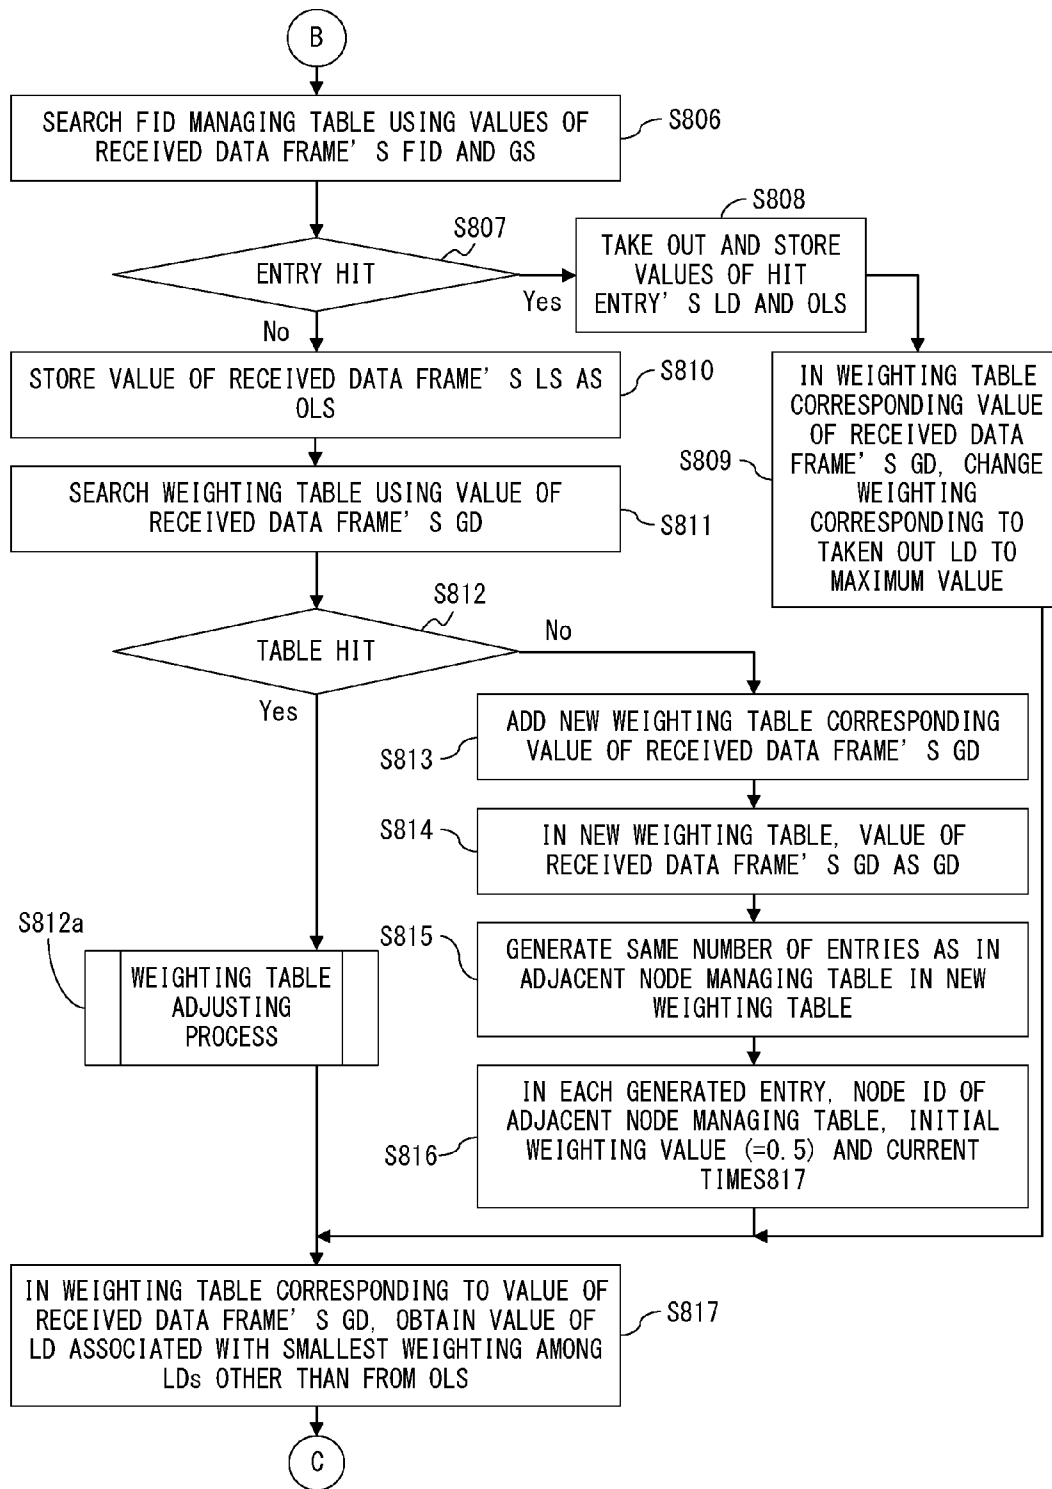 B
SEARCH FID MANAGING TABLE USING VALUES OF
RECEIVED DATA FRAME' S FID AND GS
S806
S807
ENTRY HIT
Yes
No
S808
TAKE OUT AND STORE
VALUES OF HIT
ENTRY' S LD AND OLS
STORE VALUE OF RECEIVED DATA FRAME' S LS AS
OLS
S810
S809
IN WEIGHTING TABLE
CORRESPONDING VALUE
OF RECEIVED DATA
FRAME' S GD, CHANGE
WEIGHTING
CORRESPONDING TO
TAKEN OUT LD TO
MAXIMUM VALUE
SEARCH WEIGHTING TABLE USING VALUE OF
RECEIVED DATA FRAME' S GD
S811
S812
TABLE HIT
No
Yes
ADD NEW WEIGHTING TABLE CORRESPONDING
VALUE OF RECEIVED DATA FRAME' S GD
S813
S814
IN NEW WEIGHTING TABLE, VALUE OF
RECEIVED DATA FRAME' S GD AS GD
S812a
WEIGHTING TABLE
ADJUSTING
PROCESS
S815
GENERATE SAME NUMBER OF ENTRIES AS IN
ADJACENT NODE MANAGING TABLE IN NEW
WEIGHTING TABLE
S816
IN EACH GENERATED ENTRY, NODE ID OF
ADJACENT NODE MANAGING TABLE, INITIAL
WEIGHTING VALUE (=0.5) AND CURRENT
TIMES817
IN WEIGHTING TABLE CORRESPONDING TO VALUE OF
RECEIVED DATA FRAME' S GD, OBTAIN VALUE OF
LD ASSOCIATED WITH SMALLEST WEIGHTING AMONG
LDs OTHER THAN FROM OLS
S817
C